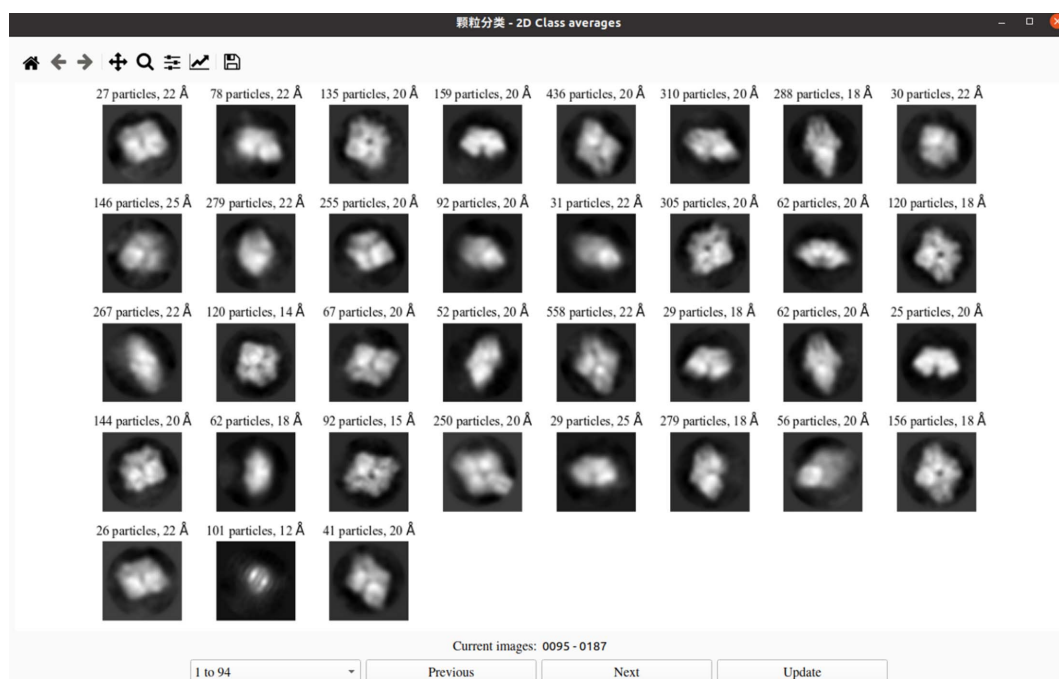 颗粒分类 - 2D Class averages
27 particles, 22 Å 78 particles, 22 Å 135 particles, 20 Å 159 particles, 20 Å 436 particles, 20 Å 310 particles, 20 Å 288 particles, 18 Å 30 particles, 22 Å
146 particles, 25 Å 279 particles, 22 Å 255 particles, 20 Å 92 particles, 20 Å 31 particles, 22 Å 305 particles, 20 Å 62 particles, 20 Å 120 particles, 18 Å
267 particles, 22 Å 120 particles, 14 Å 67 particles, 20 Å 52 particles, 20 Å 558 particles, 22 Å 29 particles, 18 Å 62 particles, 20 Å 25 particles, 20 Å
144 particles, 20 Å 62 particles, 18 Å 92 particles, 15 Å 250 particles, 20 Å 29 particles, 25 Å 279 particles, 18 Å 56 particles, 20 Å 156 particles, 18 Å
26 particles, 22 Å 101 particles, 12 Å 41 particles, 20 Å
Current images: 0095 - 0187
1 to 94 Previous Next Update